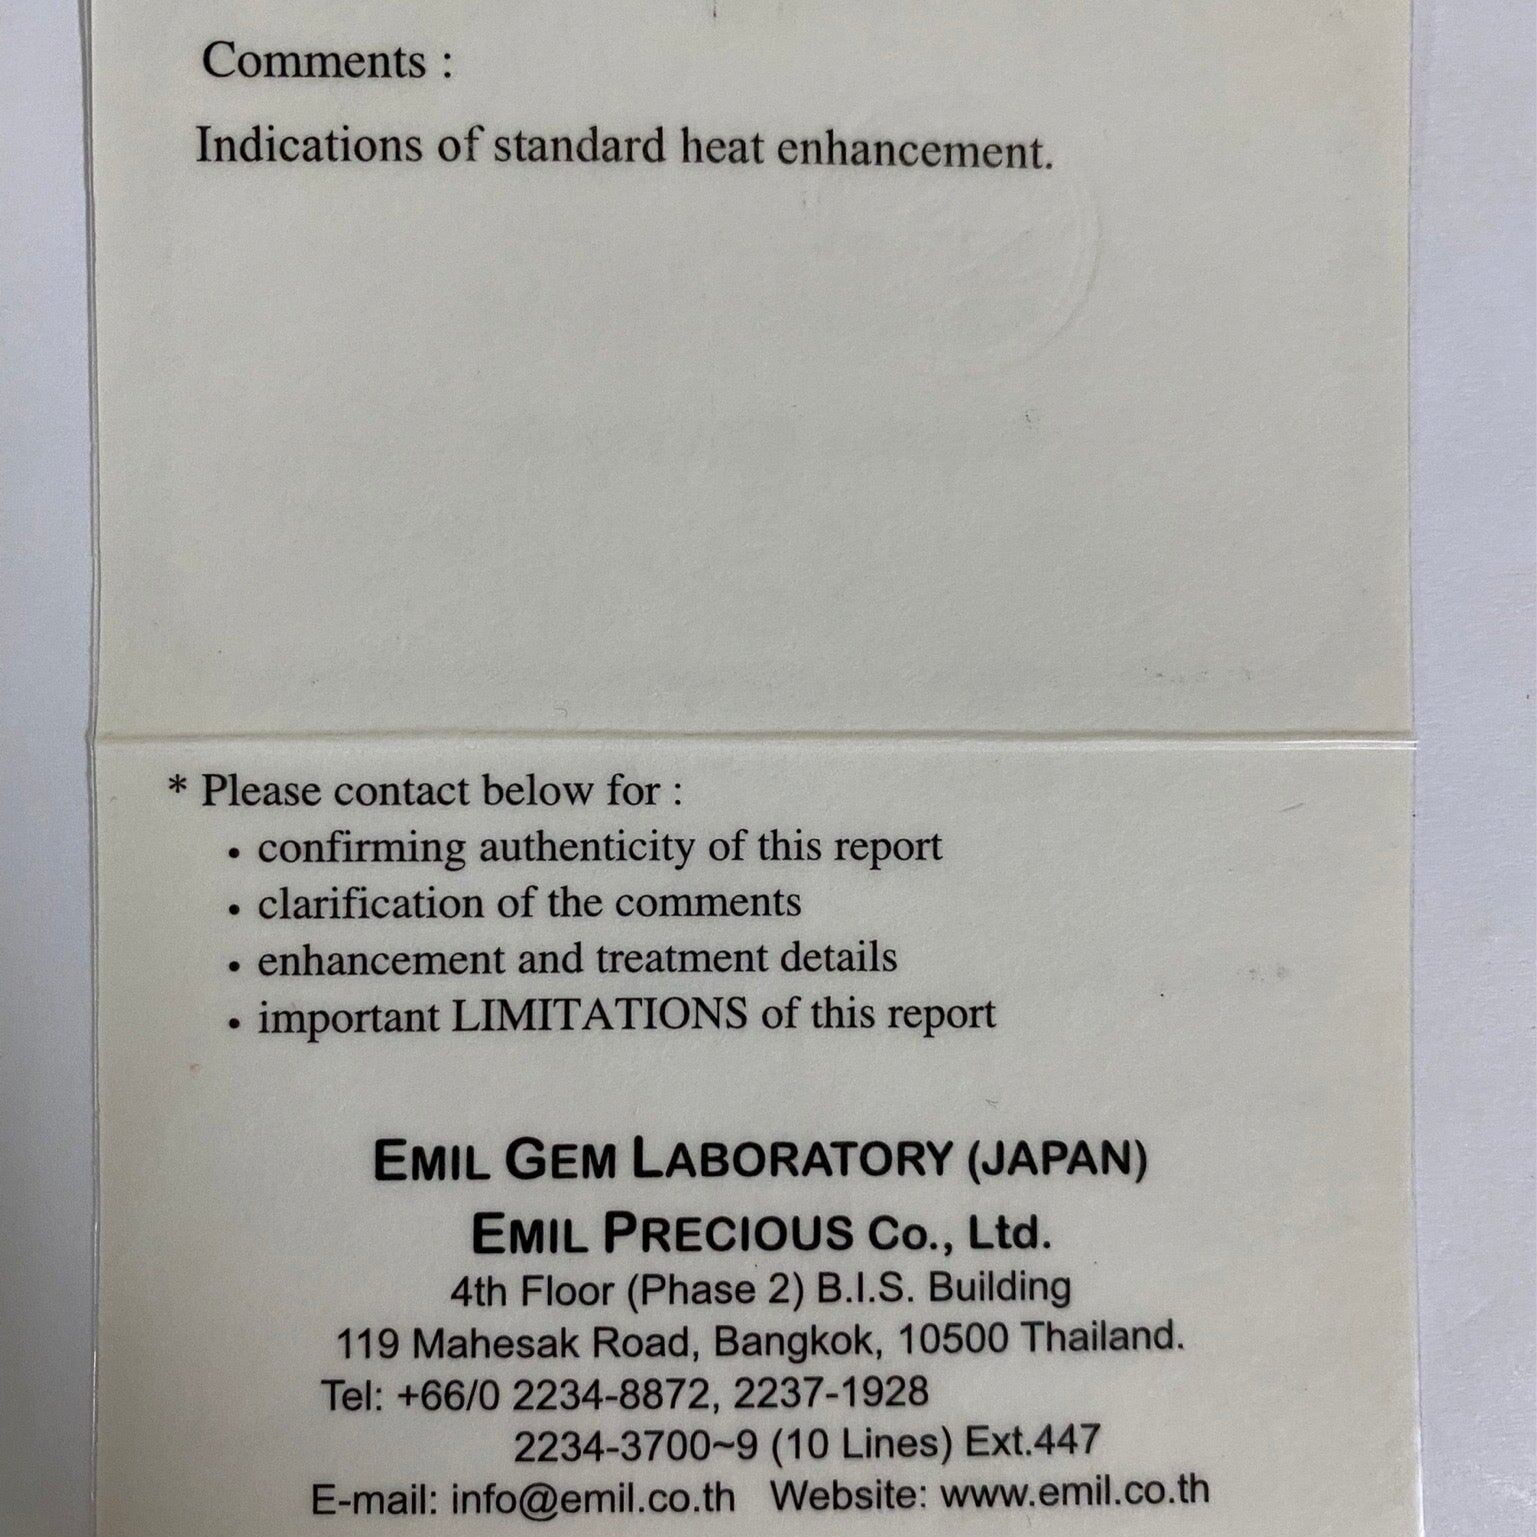 Comments :
Indications of standard heat enhancement.
* Please contact below for :
• confirming authenticity of this report
• clarification of the comments
• enhancement and treatment details
• important LIMITATIONS of this report
EMIL GEM LABORATORY (JAPAN)
EMIL PRECIOUS Co., Ltd.
4th Floor (Phase 2) B.I.S. Building
119 Mahesak Road, Bangkok, 10500 Thailand.
Tel: +66/0 2234-8872, 2237-1928
2234-3700~9 (10 Lines) Ext.447
E-mail: info@emil.co.th Website: www.emil.co.th